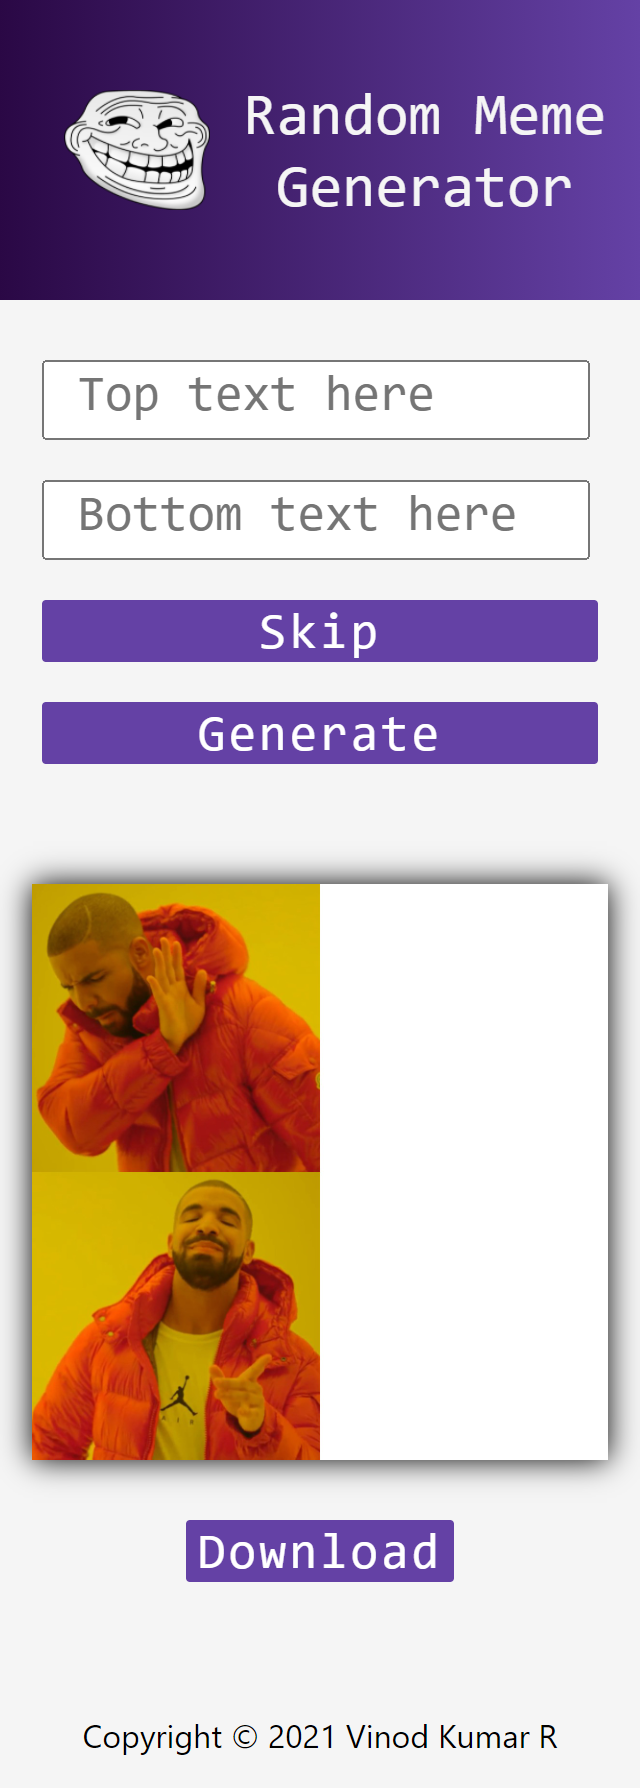 Random Meme
Generator
Top text here
Bottom text here
Skip
Generate
Download
Copyright © 2021 Vinod Kumar R